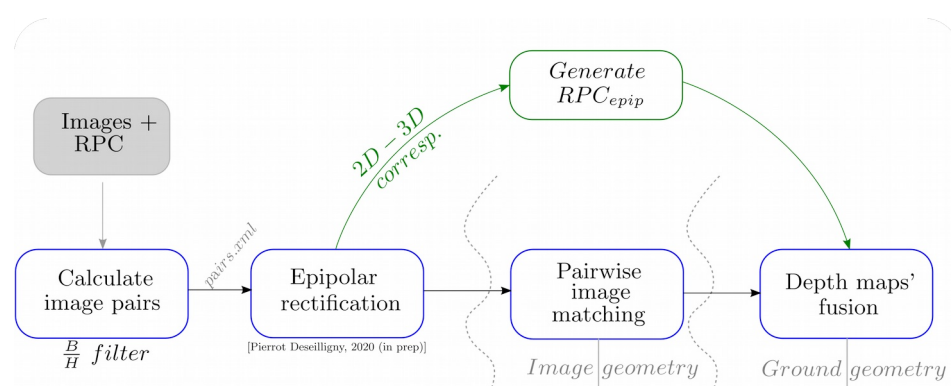 Generate
RPC_epip
2D − 3D
corresp.
Images +
RPC
pairs.xml
Calculate
image pairs
Epipolar
rectification
Pairwise
image
matching
Depth maps'
fusion
B/H filter
[Pierrot Deseilligny, 2020 (in prep)]
Image geometry
Ground geometry